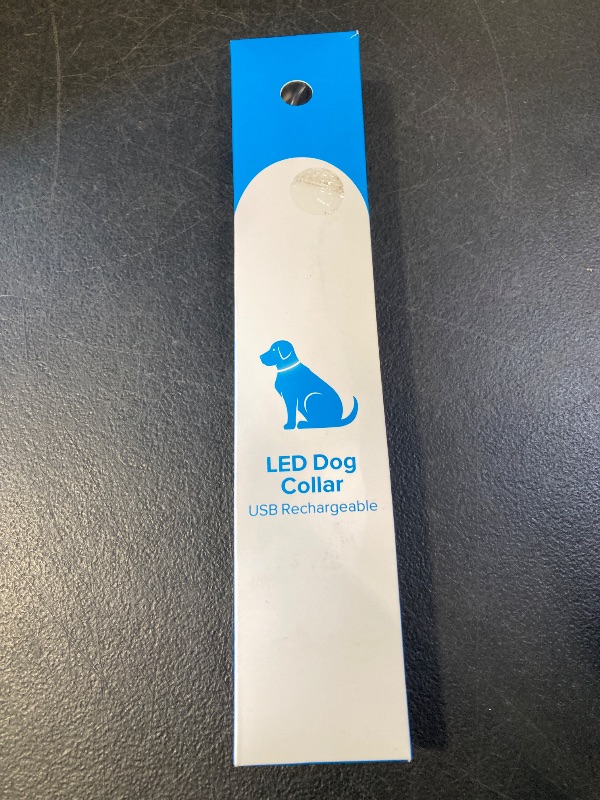 LED Dog
Collar
USB Rechargeable